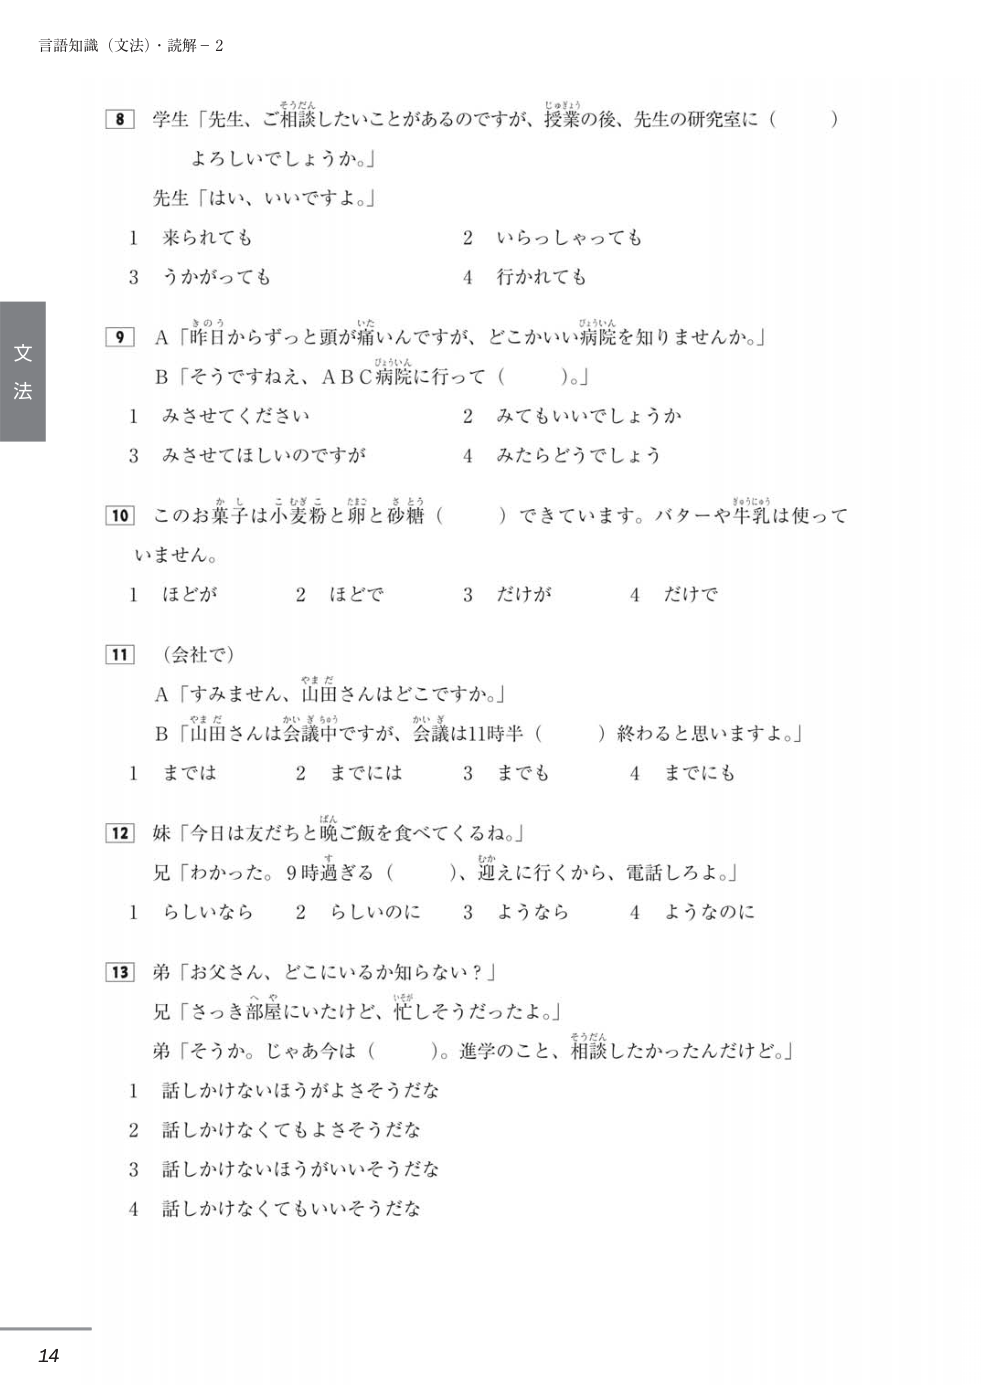 言語知識（文法）・読解－2
8 学生「先生、ご相談したいことがあるのですが、授業の後、先生の研究室に（　　　）
よろしいでしょうか。」
先生「はい、いいですよ。」
1 来られても 2 いらっしゃっても
3 うかがっても 4 行かれても
文法
9 A「昨日からずっと頭が痛いんですが、どこかいい病院を知りませんか。」
B「そうですねえ、ＡＢＣ病院に行って（　　　）。」
1 みさせてください 2 みてもいいでしょうか
3 みさせてほしいのですが 4 みたらどうでしょう
10 このお菓子は小麦粉と卵と砂糖（　　　）できています。バターや牛乳は使って
いません。
1 ほどが 2 ほどで 3 だけが 4 だけで
11 （会社で）
A「すみません、山田さんはどこですか。」
B「山田さんは会議中ですが、会議は11時半（　　　）終わると思いますよ。」
1 までは 2 までには 3 までも 4 までにも
12 妹「今日は友だちと晩ご飯を食べてくるね。」
兄「わかった。９時過ぎる（　　　）、迎えに行くから、電話しろよ。」
1 らしいなら 2 らしいのに 3 ようなら 4 ようなのに
13 弟「お父さん、どこにいるか知らない？」
兄「さっき部屋にいたけど、忙しそうだったよ。」
弟「そうか。じゃあ今は（　　　）。進学のこと、相談したかったんだけど。」
1 話しかけないほうがよさそうだな
2 話しかけなくてもよさそうだな
3 話しかけないほうがいいそうだな
4 話しかけなくてもいいそうだな
14